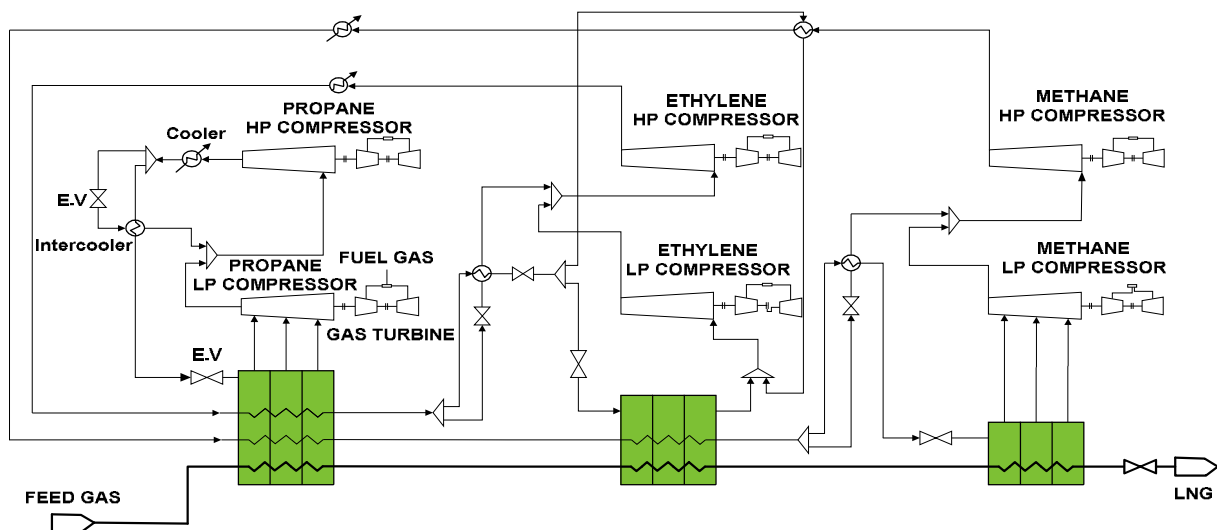 PROPANE
HP COMPRESSOR
ETHYLENE
HP COMPRESSOR
METHANE
HP COMPRESSOR
Cooler
E.V
Intercooler
PROPANE
LP COMPRESSOR
FUEL GAS
GAS TURBINE
ETHYLENE
LP COMPRESSOR
METHANE
LP COMPRESSOR
E.V
FEED GAS
LNG